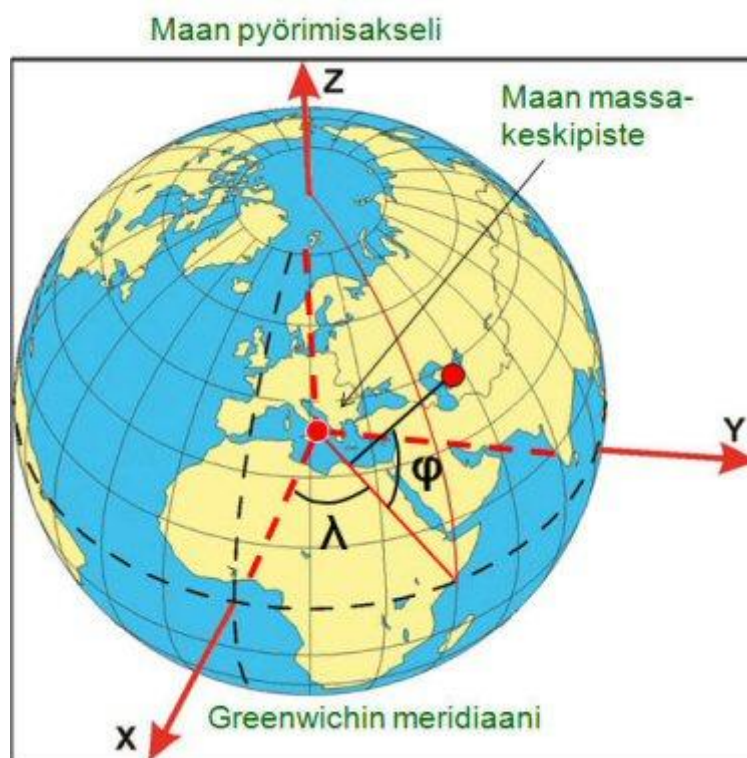 Maan pyörimisakseli
Z
Maan massa-
keskipiste
Y
φ
λ
Greenwichin meridiaani
X